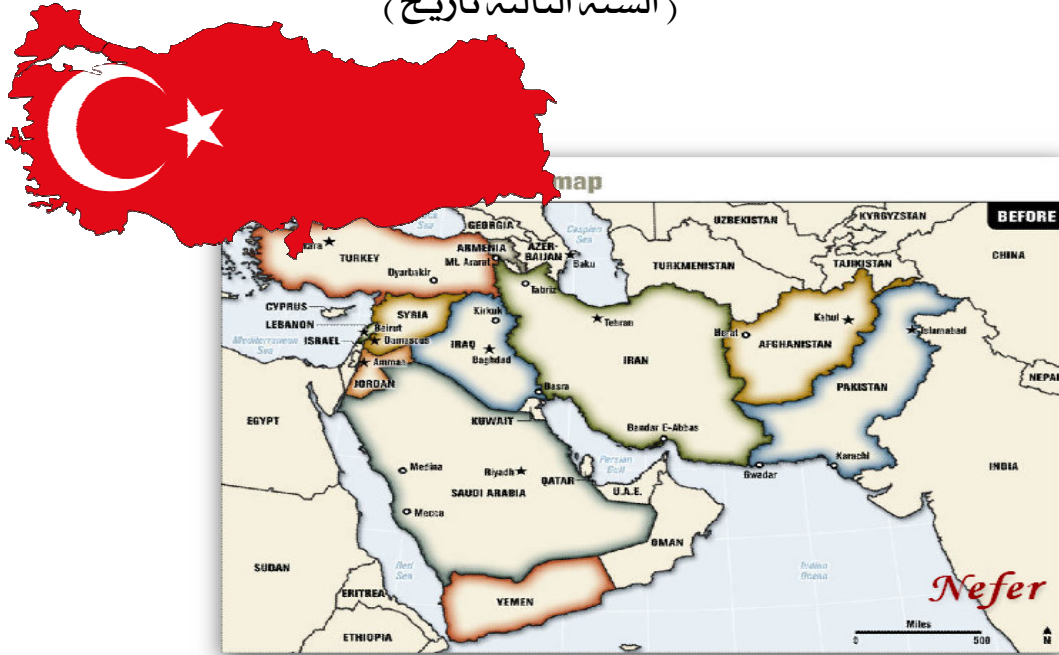 ( السنة الثالثة تاريخ )
map
BEFORE
GEORGIA
Caspian
Sea
UZBEKISTAN
KYRGYZSTAN
Sea
ARMENIA
AZER-
BAIJAN
Baku
Mt. Ararat
TURKEY
TURKMENISTAN
TAJIKISTAN
CHINA
Dyarbakir
Tabriz
CYPRUS
SYRIA
Kirkuk
Tehran
Herat
Kabul
Islamabad
LEBANON
Beirut
Mediterranean
Sea
ISRAEL
Damascus
IRAQ
Baghdad
IRAN
AFGHANISTAN
Amman
JORDAN
PAKISTAN
NEPAL
Basra
EGYPT
KUWAIT
Bandar E-Abbas
Medina
Riyadh
QATAR
Persian
Gulf
Karachi
Gwadar
INDIA
SAUDI ARABIA
U.A.E.
Mecca
OMAN
SUDAN
Red
Sea
Indian
Ocean
ERITREA
YEMEN
Nefer
ETHIOPIA
Miles
0
500
N